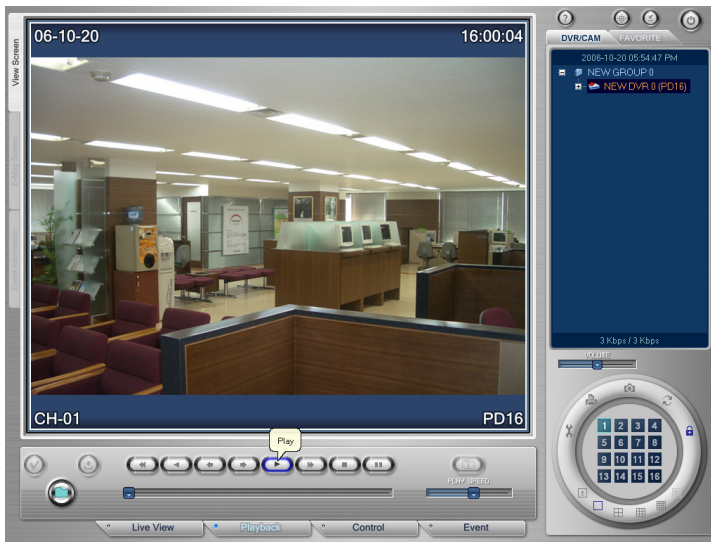 06-10-20
16:00:04
View Screen
DVR/CAM
FAVORITE
2006-10-20 05:54:47 PM
NEW GROUP 0
NEW DVR 0 (PD16)
3 Kbps / 3 Kbps
VOLUME
1 2 3 4
5 6 7 8
9 10 11 12
13 14 15 16
CH-01
PD16
Play
PLAY SPEED
Live View
Playback
Control
Event